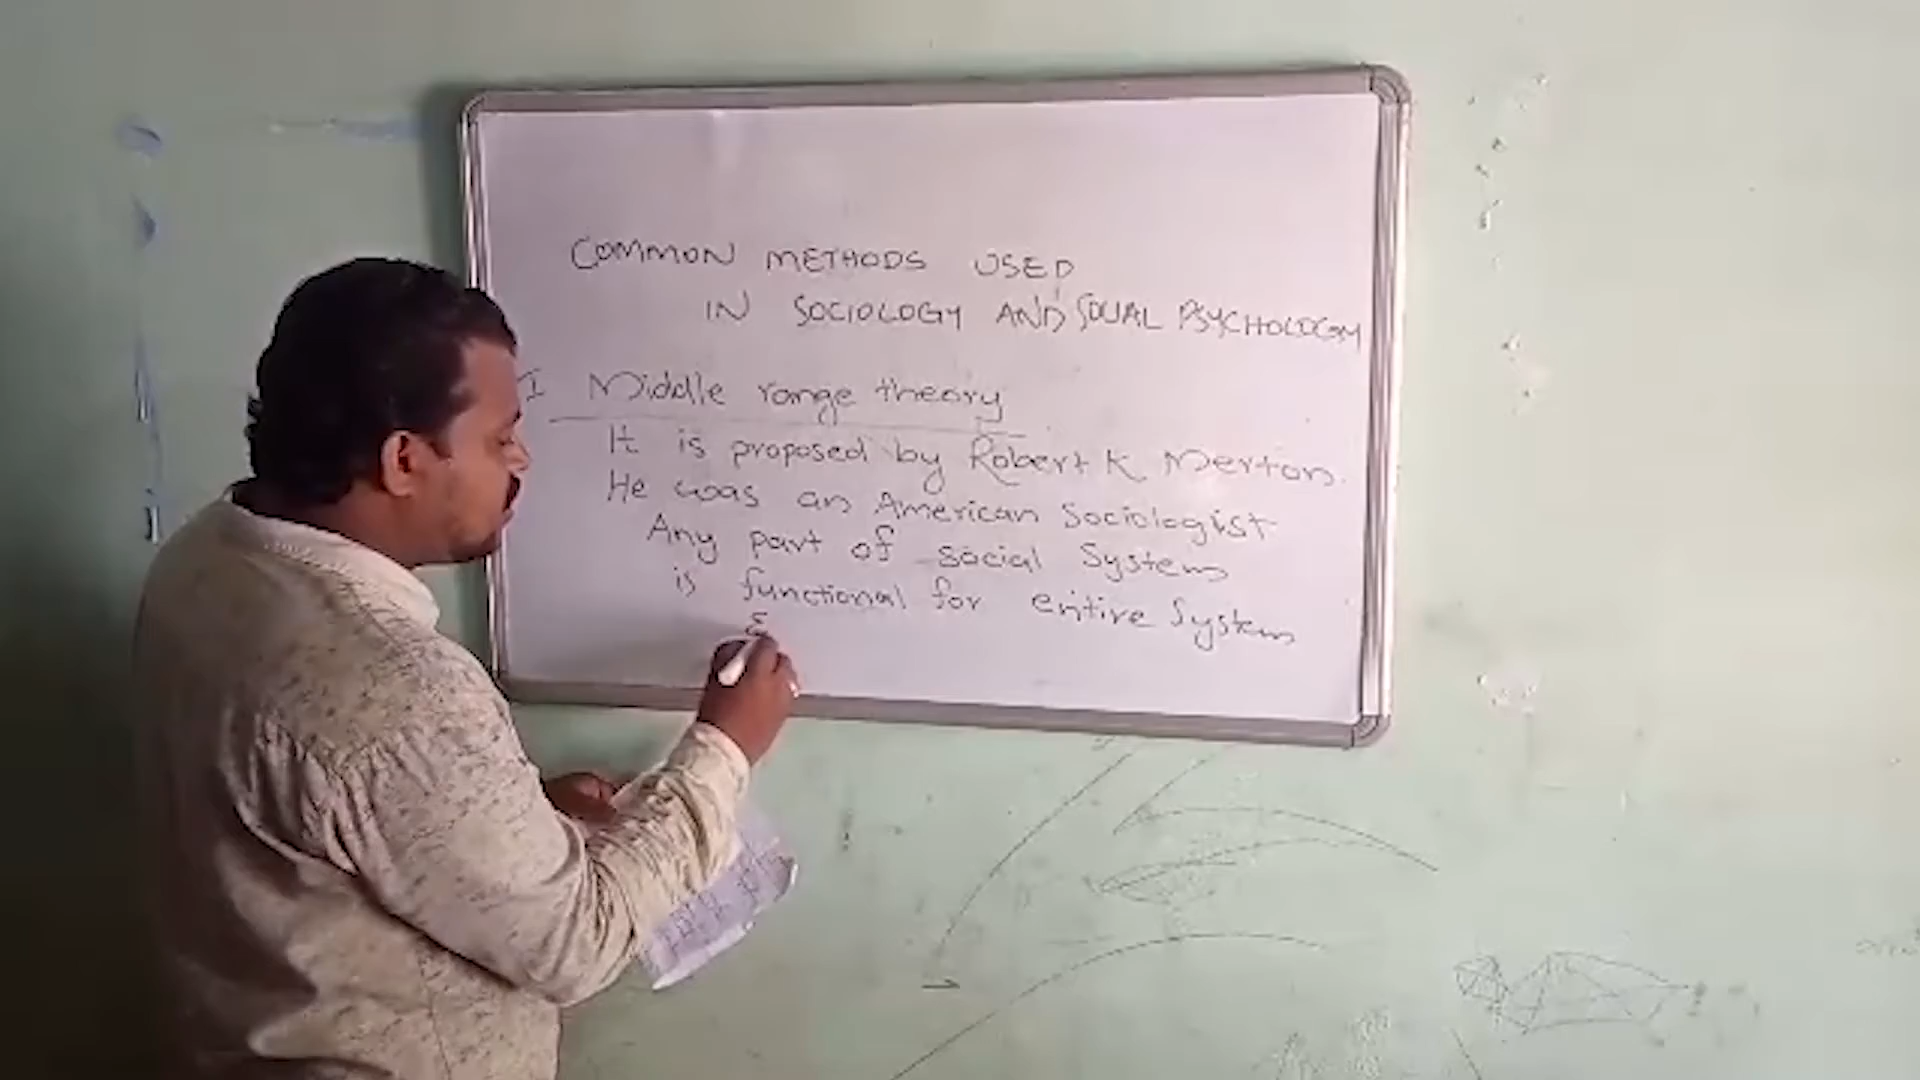 COMMON METHODS USED
IN SOCIOLOGY AND SOCIAL PSYCHOLOGY
I Middle range theory
It is proposed by Robert K Merton.
He was an American Sociologist
Any part of social System
is functional for entire System